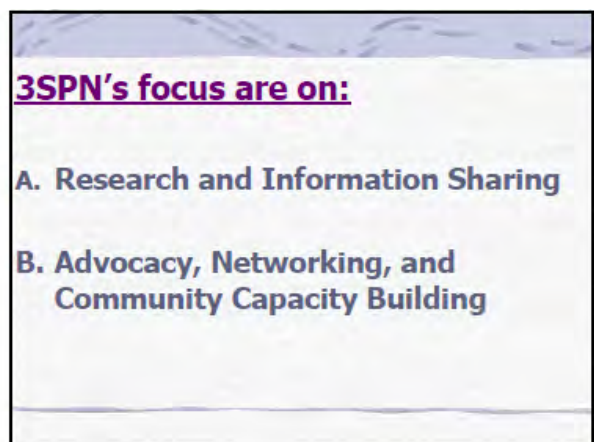 3SPN's focus are on:
A. Research and Information Sharing
B. Advocacy, Networking, and
Community Capacity Building